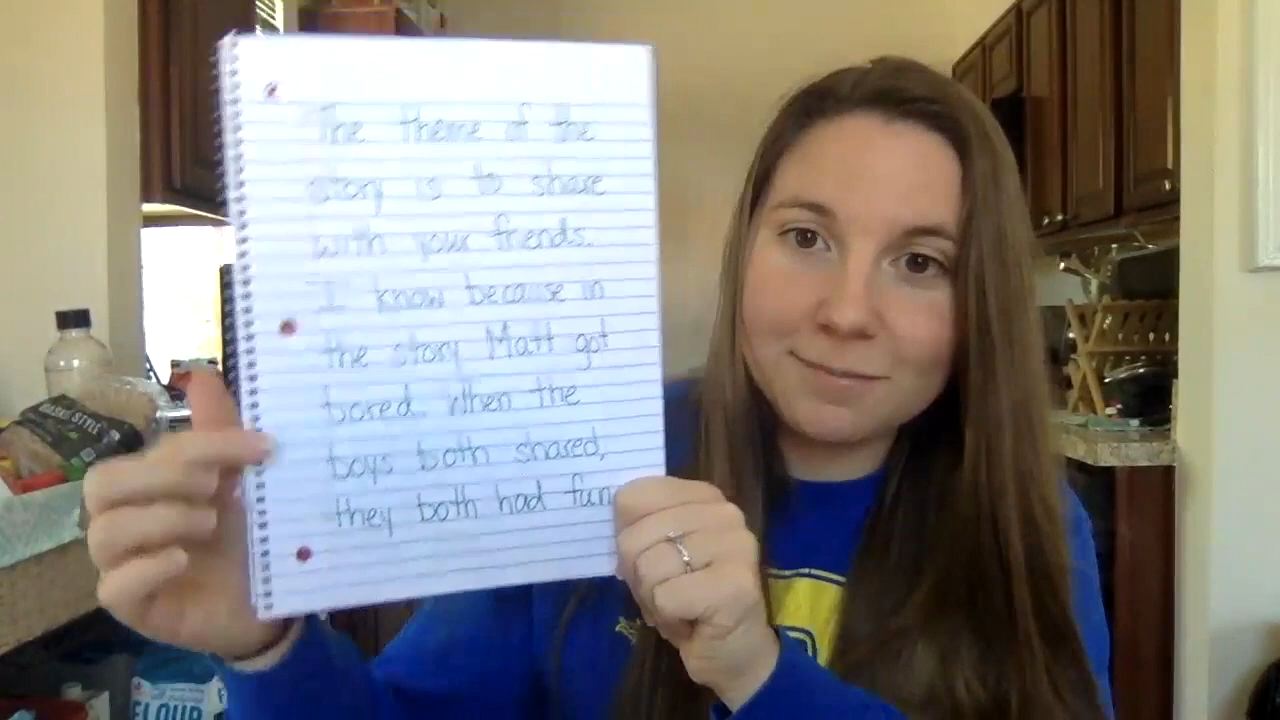 The theme of the
story is to share
with your friends.
I know because in
the story Matt got
bored. When the
boys both shared,
they both had fun
FLOUR